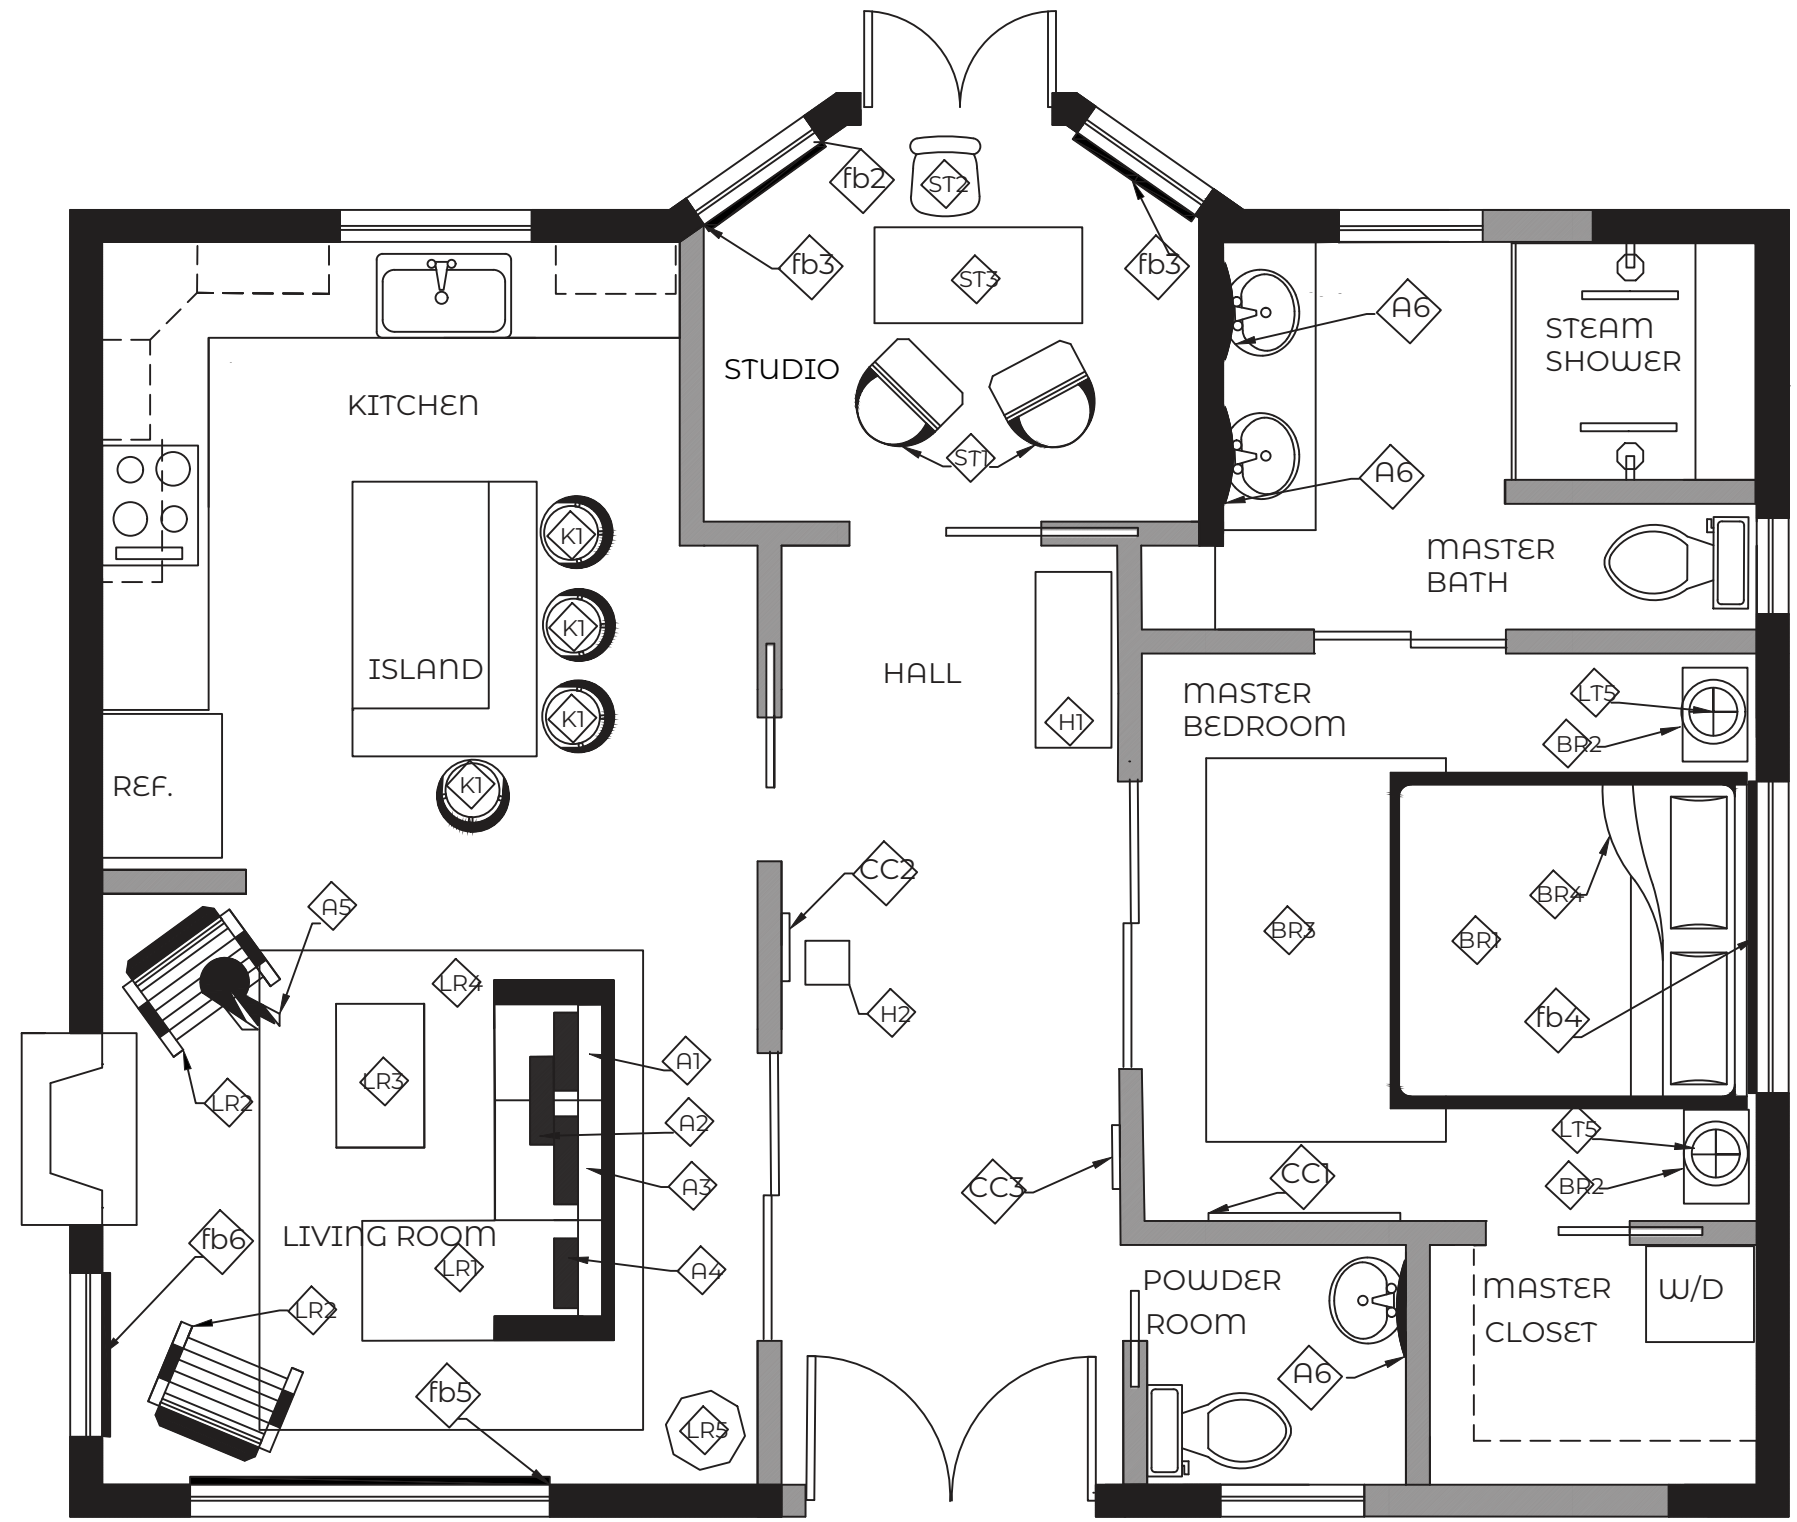 fb2
ST2
fb3
fb3
ST3
A6
STEAM
SHOWER
STUDIO
KITCHEN
ST1
A6
K1
MASTER
BATH
K1
ISLAND
HALL
K1
H1
MASTER
BEDROOM
LT5
BR2
REF.
K1
CC2
A5
BR4
BR3
BR1
LR4
H2
fb4
A1
LR3
LR2
A2
LT5
A3
CC3
CC1
BR2
fb6
LIVING ROOM
LR1
A4
POWDER
ROOM
MASTER
CLOSET
W/D
LR2
A6
fb5
LR5